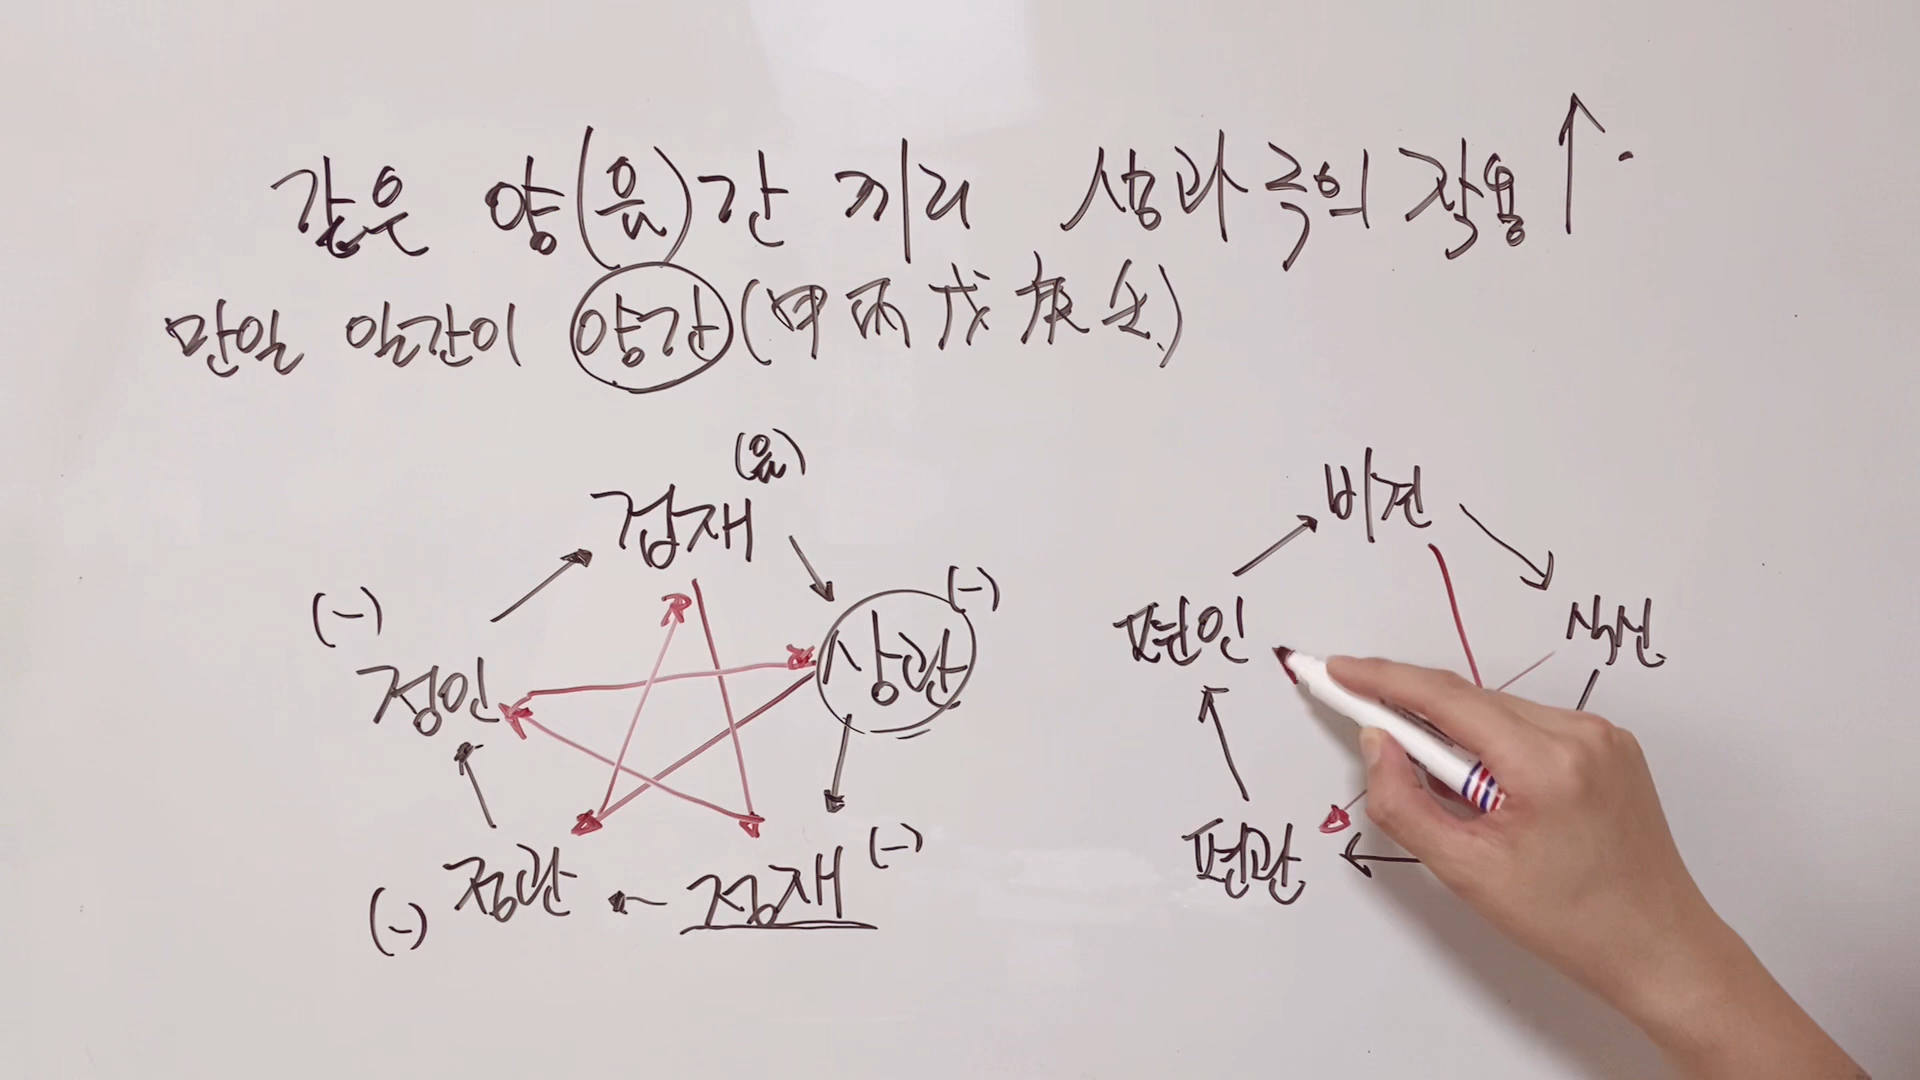 같은 양(음)간 끼리 생과 극의 작용↑.
만일 일간이 양간(甲丙戊庚壬)
(음)
겁재
(-)
상관
(-)
정인
정재 (-)
(-) 정관
비견
편인
식신
편관